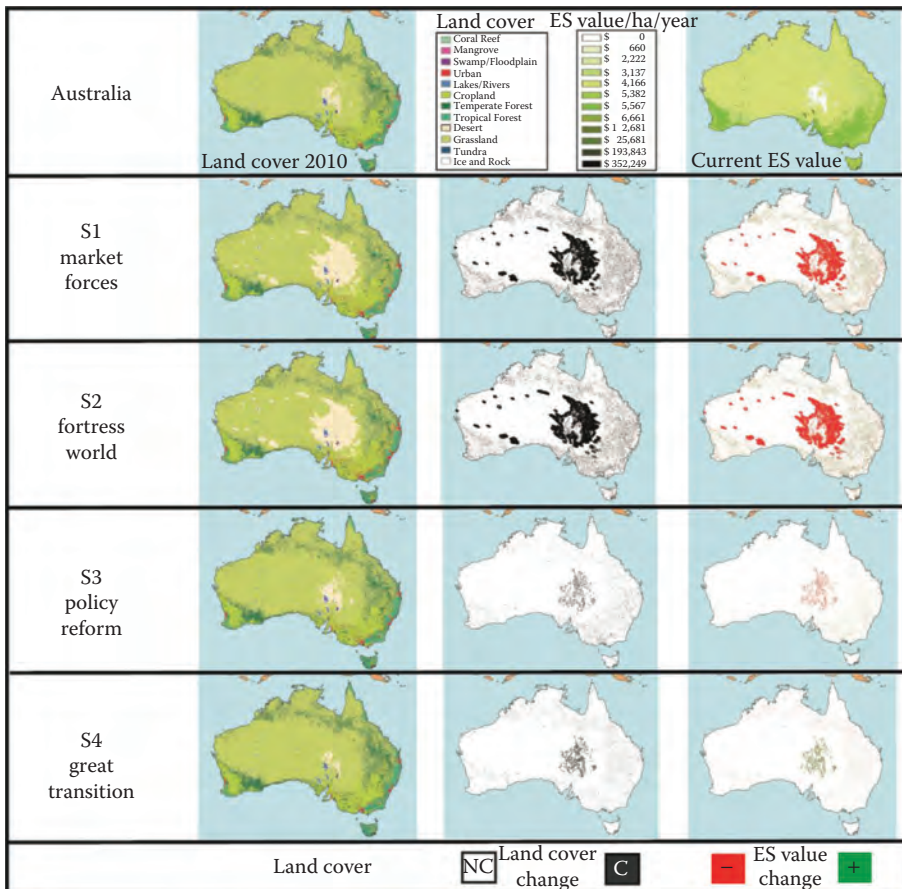 Australia
Land cover 2010
Land cover
Coral Reef
Mangrove
Swamp/Floodplain
Urban
Lakes/Rivers
Cropland
Temperate Forest
Tropical Forest
Desert
Grassland
Tundra
Ice and Rock
ES value/ha/year
$ 0
$ 660
$ 2,222
$ 3,137
$ 4,166
$ 5,382
$ 5,567
$ 6,661
$ 1 2,681
$ 25,681
$ 193,843
$ 352,249
Current ES value
S1
market
forces
S2
fortress
world
S3
policy
reform
S4
great
transition
Land cover
NC
Land cover
change
C
−
ES value
change
+